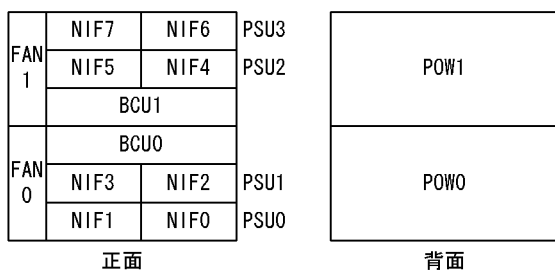 FAN
1
NIF7 NIF6 PSU3
NIF5 NIF4 PSU2
BCU1
FAN
0
BCU0
NIF3 NIF2 PSU1
NIF1 NIF0 PSU0
正面
POW1
POW0
背面